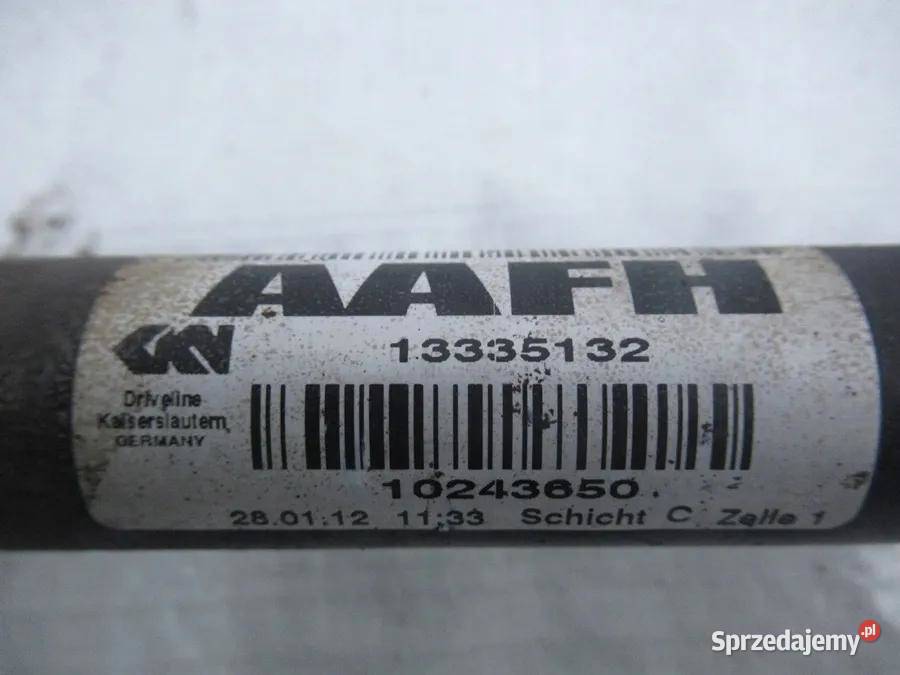 AAFH
GKN
13335132
Driveline
Kaiserslautern
GERMANY
10243650
28.01.12 11:33 Schicht C Zelle 1
Sprzedajemy.pl